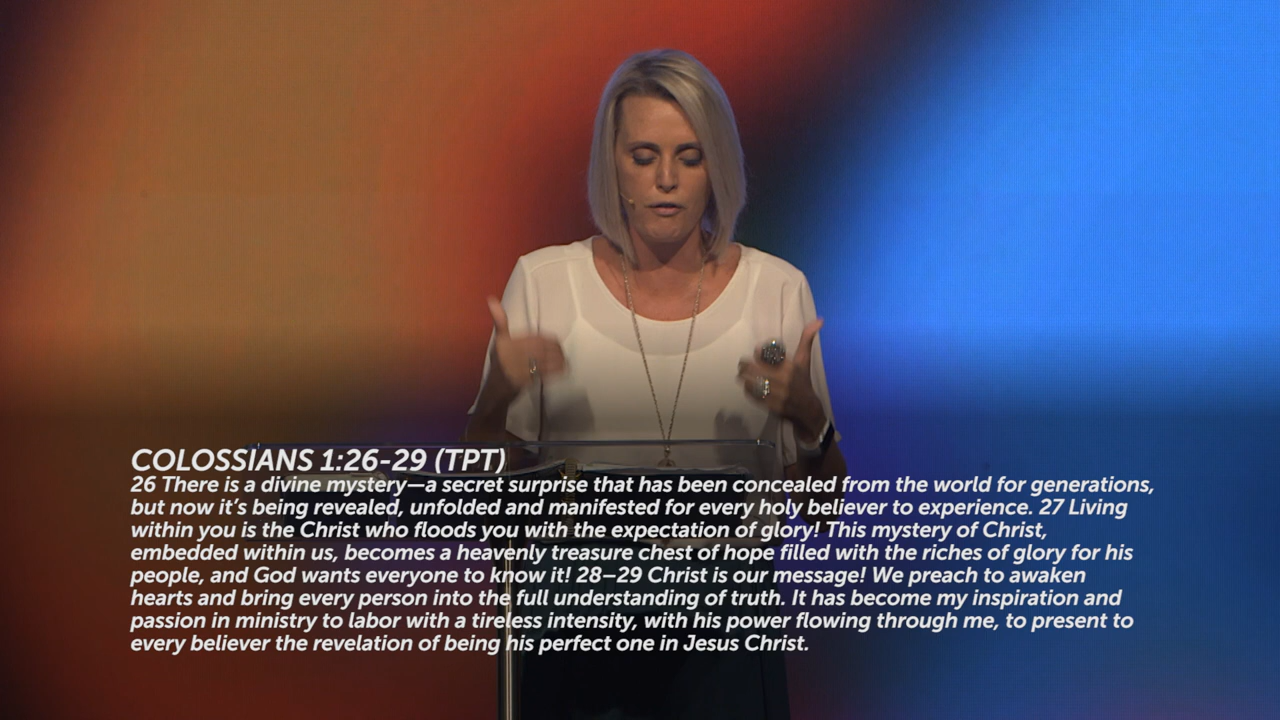 COLOSSIANS 1:26-29 (TPT)
26 There is a divine mystery—a secret surprise that has been concealed from the world for generations,
but now it's being revealed, unfolded and manifested for every holy believer to experience. 27 Living
within you is the Christ who floods you with the expectation of glory! This mystery of Christ,
embedded within us, becomes a heavenly treasure chest of hope filled with the riches of glory for his
people, and God wants everyone to know it! 28–29 Christ is our message! We preach to awaken
hearts and bring every person into the full understanding of truth. It has become my inspiration and
passion in ministry to labor with a tireless intensity, with his power flowing through me, to present to
every believer the revelation of being his perfect one in Jesus Christ.